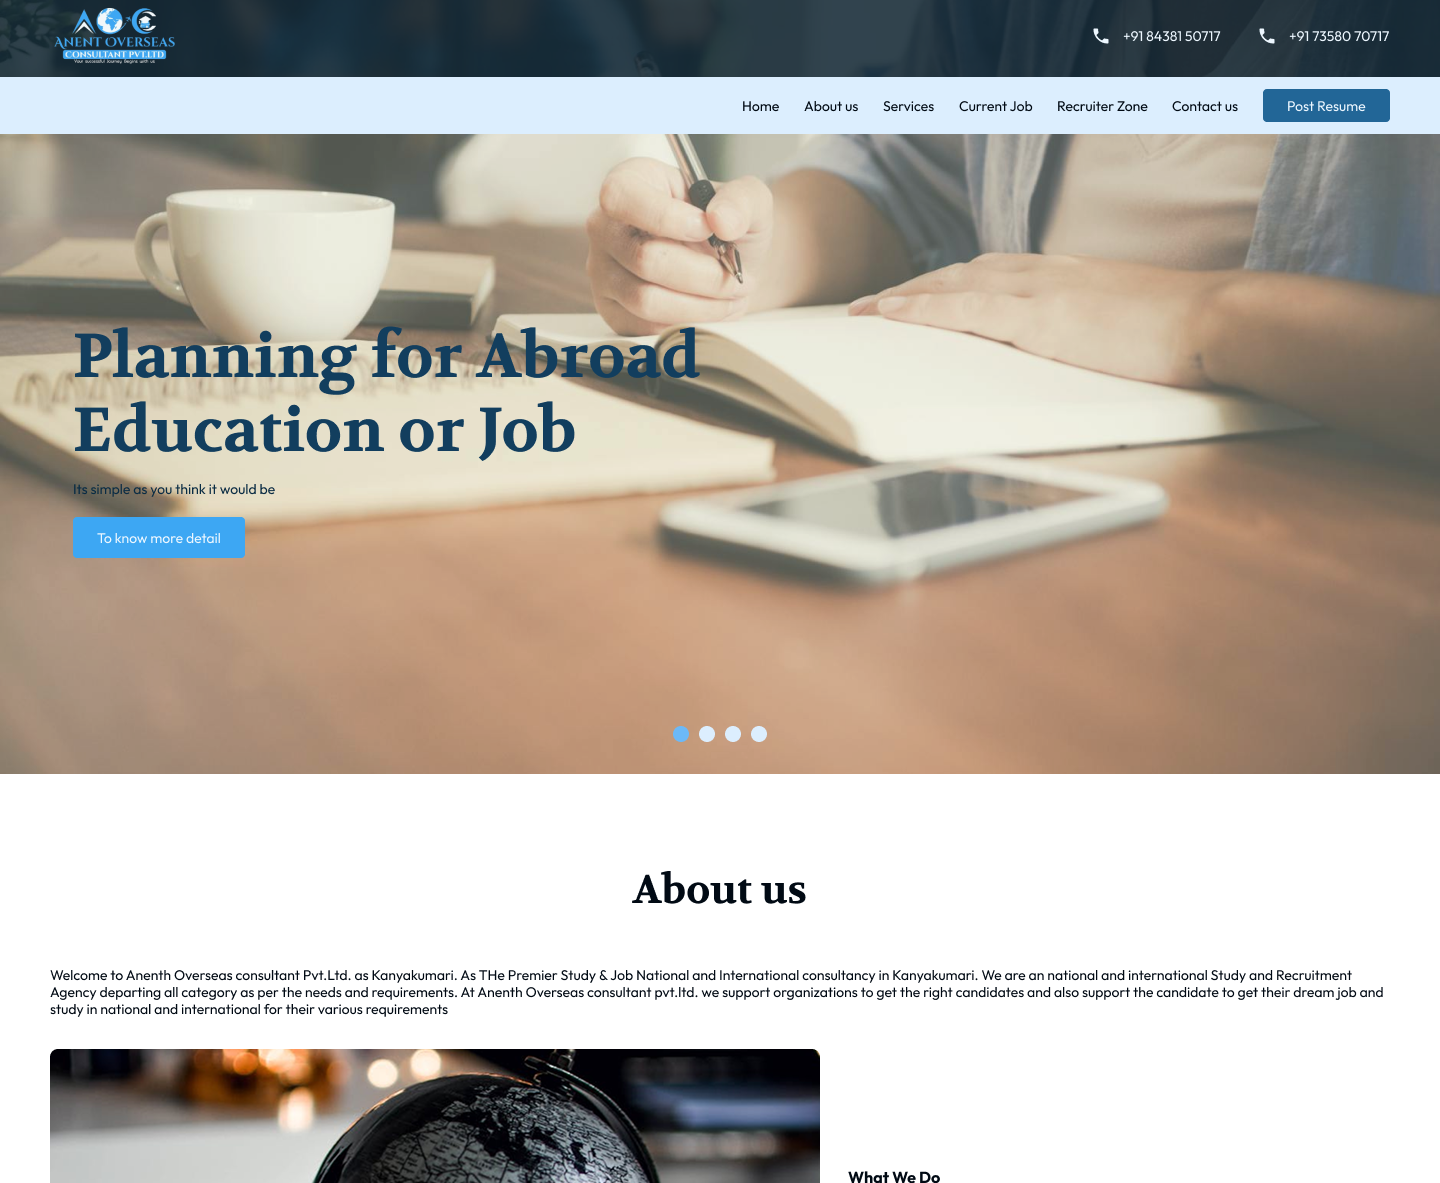 ANENT OVERSEAS
CONSULTANT PVT.LTD
Your successful Journey Begins with us
+91 84381 50717
+91 73580 70717
Home
About us
Services
Current Job
Recruiter Zone
Contact us
Post Resume
Planning for Abroad
Education or Job
Its simple as you think it would be
To know more detail
About us
Welcome to Anenth Overseas consultant Pvt.Ltd. as Kanyakumari. As THe Premier Study & Job National and International consultancy in Kanyakumari. We are an national and international Study and Recruitment
Agency departing all category as per the needs and requirements. At Anenth Overseas consultant pvt.ltd. we support organizations to get the right candidates and also support the candidate to get their dream job and
study in national and international for their various requirements
What We Do